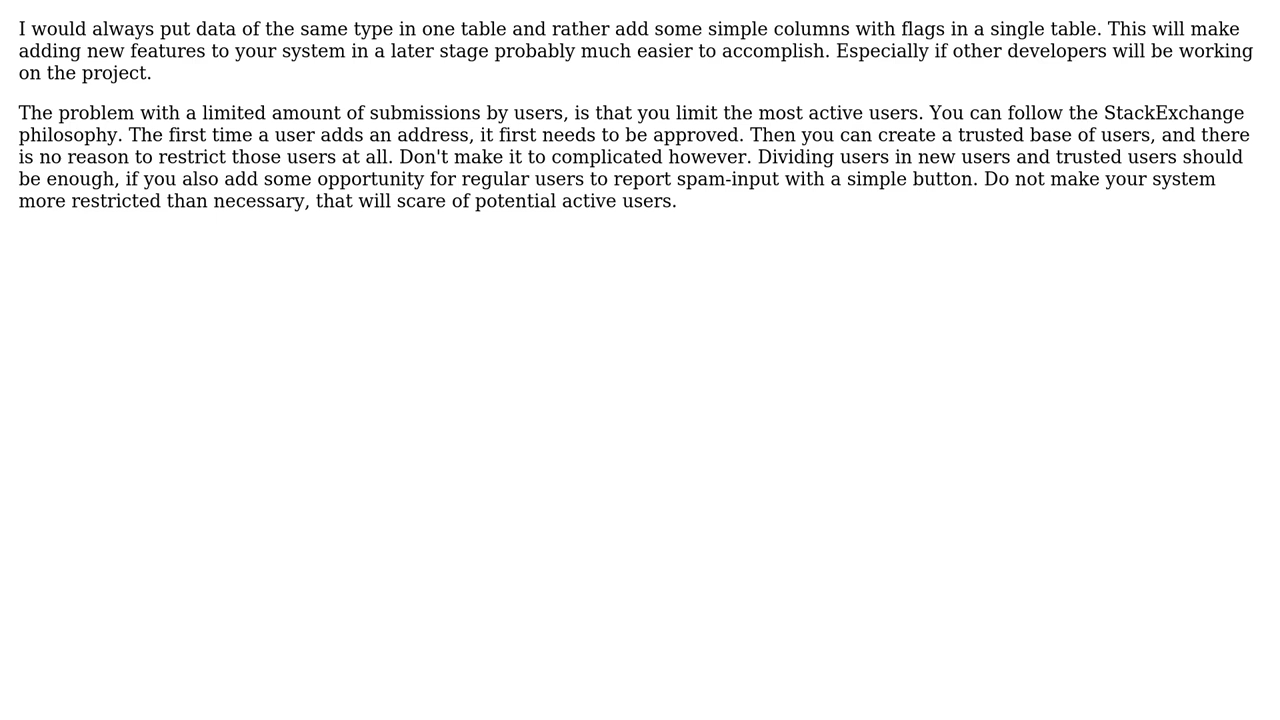 I would always put data of the same type in one table and rather add some simple columns with flags in a single table. This will make
adding new features to your system in a later stage probably much easier to accomplish. Especially if other developers will be working
on the project.
The problem with a limited amount of submissions by users, is that you limit the most active users. You can follow the StackExchange
philosophy. The first time a user adds an address, it first needs to be approved. Then you can create a trusted base of users, and there
is no reason to restrict those users at all. Don't make it to complicated however. Dividing users in new users and trusted users should
be enough, if you also add some opportunity for regular users to report spam-input with a simple button. Do not make your system
more restricted than necessary, that will scare of potential active users.